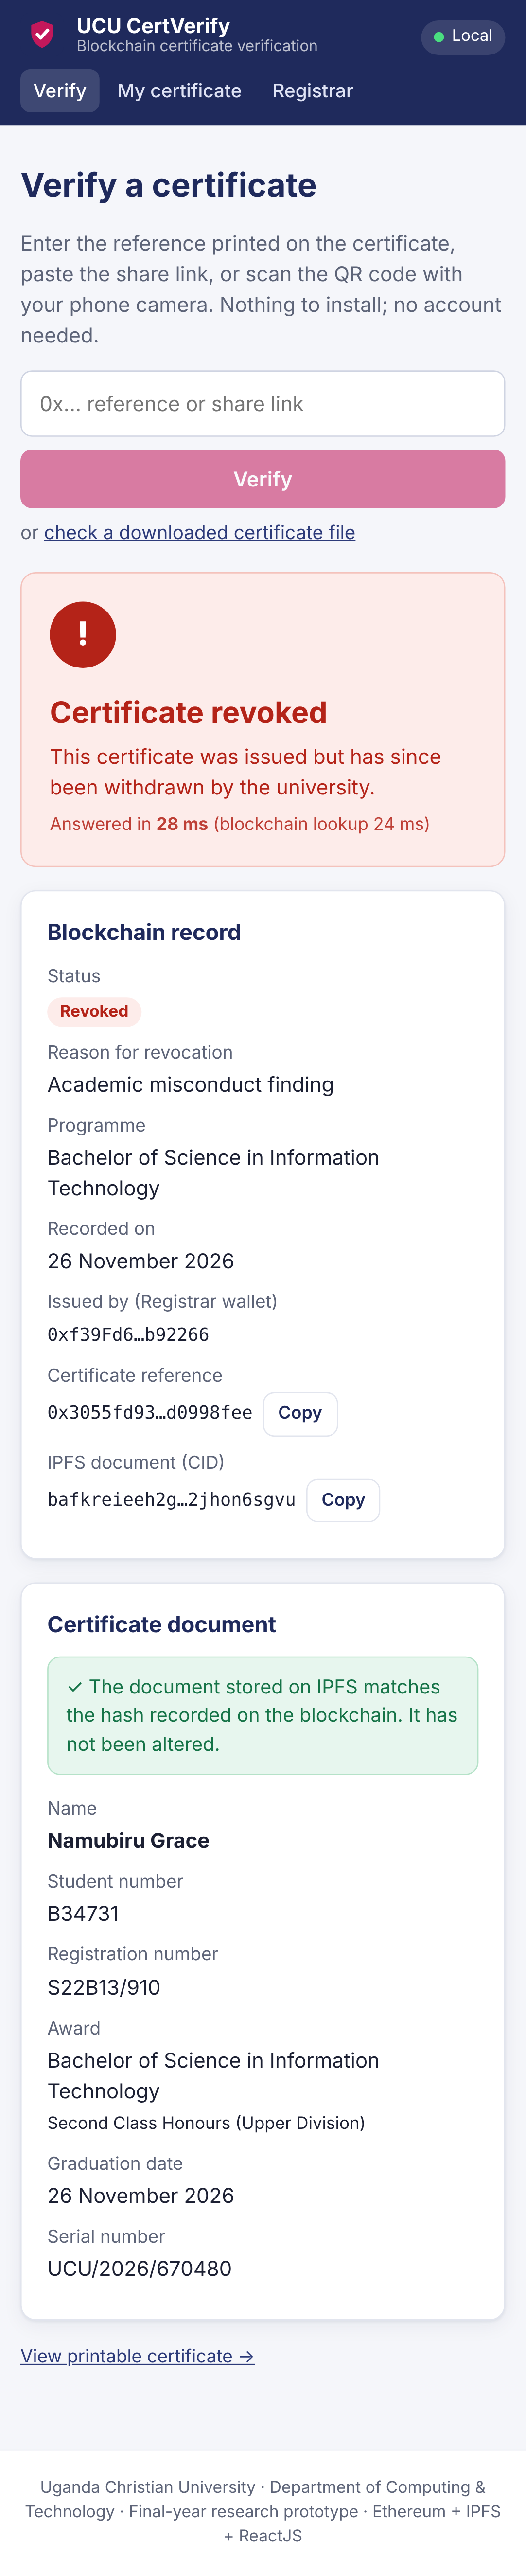 UCU CertVerify
Blockchain certificate verification
Local
Verify
My certificate
Registrar
Verify a certificate
Enter the reference printed on the certificate,
paste the share link, or scan the QR code with
your phone camera. Nothing to install; no account
needed.
0x... reference or share link
Verify
or check a downloaded certificate file
!
Certificate revoked
This certificate was issued but has since
been withdrawn by the university.
Answered in 28 ms (blockchain lookup 24 ms)
Blockchain record
Status
Revoked
Reason for revocation
Academic misconduct finding
Programme
Bachelor of Science in Information
Technology
Recorded on
26 November 2026
Issued by (Registrar wallet)
0xf39Fd6…b92266
Certificate reference
0x3055fd93…d0998fee Copy
IPFS document (CID)
bafkreieeh2g…2jhon6sgvu Copy
Certificate document
✓ The document stored on IPFS matches
the hash recorded on the blockchain. It has
not been altered.
Name
Namubiru Grace
Student number
B34731
Registration number
S22B13/910
Award
Bachelor of Science in Information
Technology
Second Class Honours (Upper Division)
Graduation date
26 November 2026
Serial number
UCU/2026/670480
View printable certificate →
Uganda Christian University · Department of Computing &
Technology · Final-year research prototype · Ethereum + IPFS
+ ReactJS